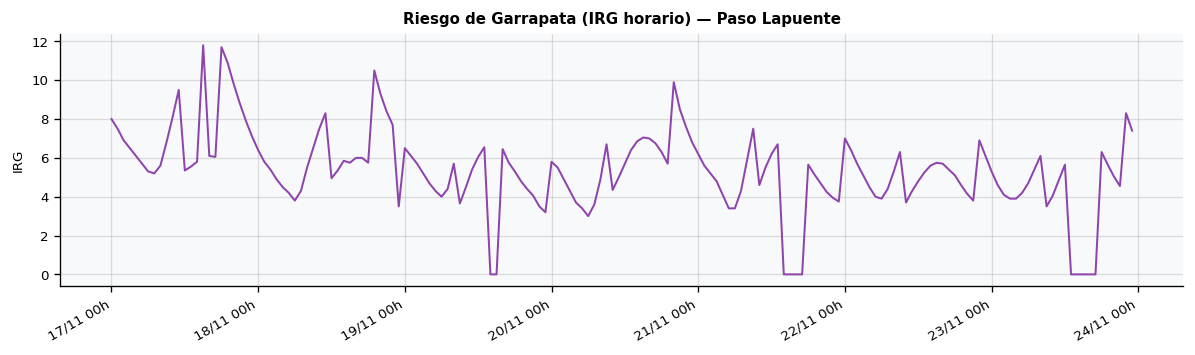 Riesgo de Garrapata (IRG horario) — Paso Lapuente
IRG
12
10
8
6
4
2
0
17/11 00h
18/11 00h
19/11 00h
20/11 00h
21/11 00h
22/11 00h
23/11 00h
24/11 00h